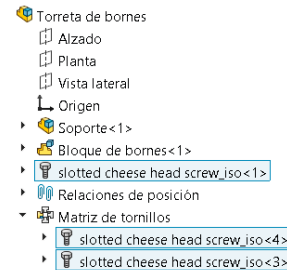 Torreta de bornes
Alzado
Planta
Vista lateral
Origen
Soporte<1>
Bloque de bornes<1>
slotted cheese head screw_iso<1>
Relaciones de posición
Matriz de tornillos
slotted cheese head screw_iso<4>
slotted cheese head screw_iso<3>